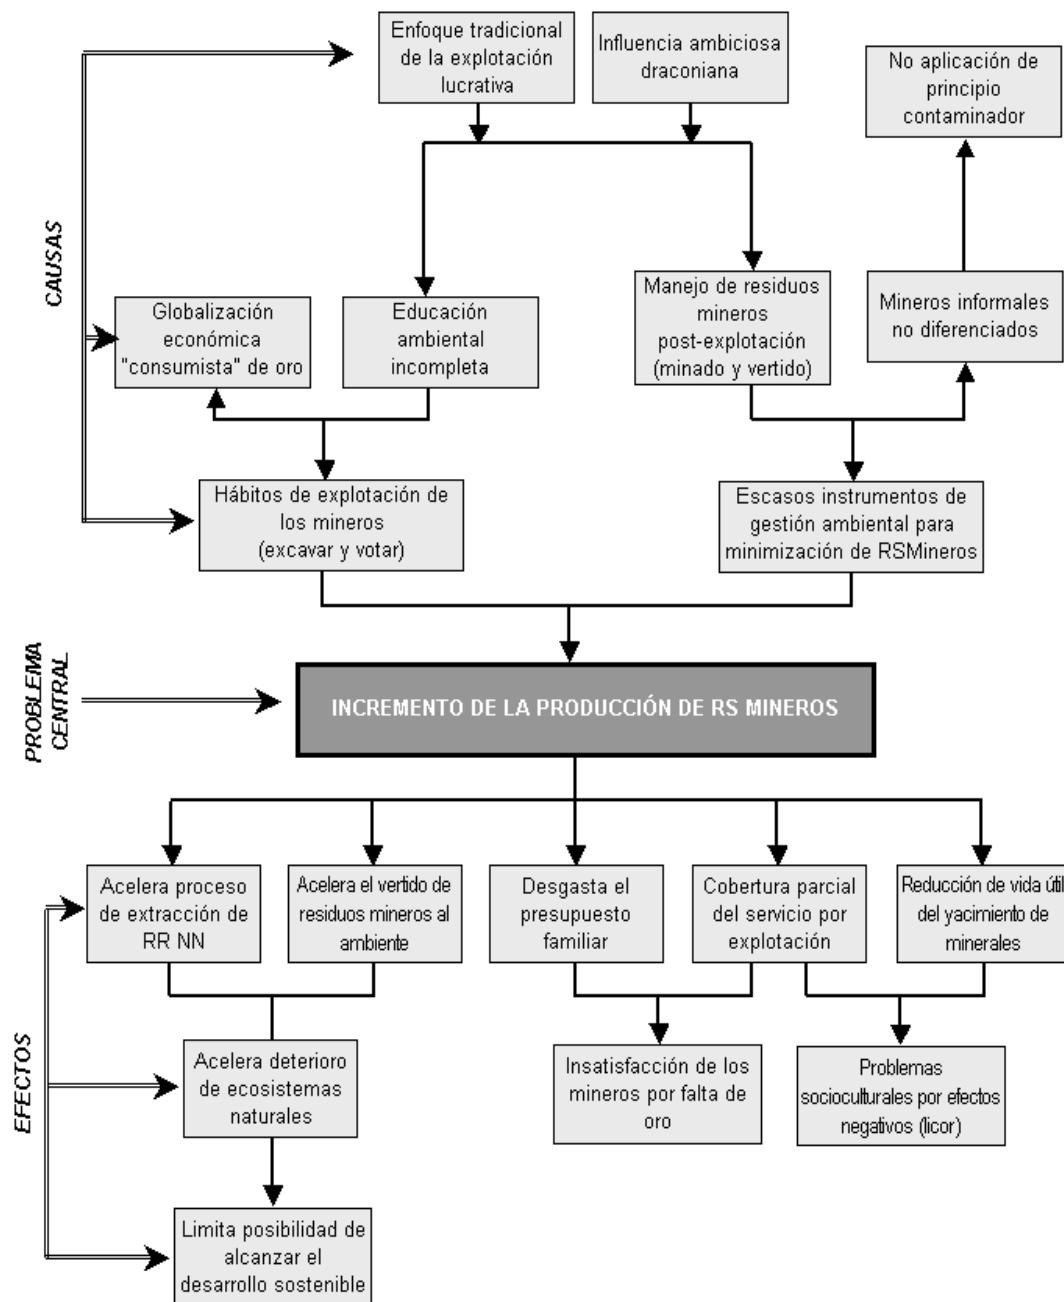 Enfoque tradicional
de la explotación
lucrativa
Influencia ambiciosa
draconiana
No aplicación de
principio
contaminador
CAUSAS
Globalización
económica
"consumista" de oro
Educación
ambiental
incompleta
Manejo de residuos
mineros
post-explotación
(minado y vertido)
Mineros informales
no diferenciados
Hábitos de explotación de
los mineros
(excavar y votar)
Escasos instrumentos de
gestión ambiental para
minimización de RSMineros
PROBLEMA
CENTRAL
INCREMENTO DE LA PRODUCCIÓN DE RS MINEROS
EFECTOS
Acelera proceso
de extracción de
RR NN
Acelera el vertido de
residuos mineros al
ambiente
Desgasta el
presupuesto
familiar
Cobertura parcial
del servicio por
explotación
Reducción de vida útil
del yacimiento de
minerales
Acelera deterioro
de ecosistemas
naturales
Insatisfacción de los
mineros por falta de
oro
Problemas
socioculturales por efectos
negativos (licor)
Limita posibilidad de
alcanzar el
desarrollo sostenible